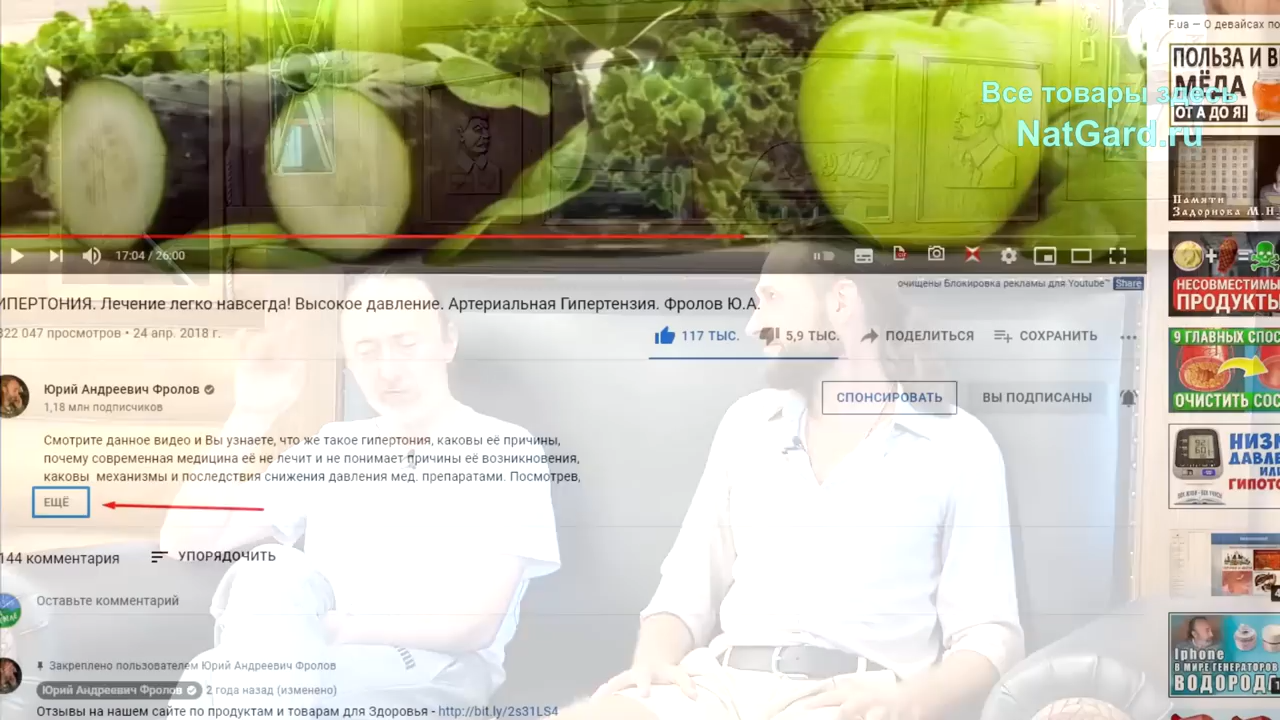 F.ua — О девайсах по
ПОЛЬЗА И В
МЁДА
ОТ А ДО Я!
Все товары здесь
NatGard.ru
Памяти
Задорнова М.Н.
17:04 / 26:00
очищены Блокировка рекламы для Youtube™ Share
ИПЕРТОНИЯ. Лечение легко навсегда! Высокое давление. Артериальная Гипертензия. Фролов Ю.А.
322 047 просмотров • 24 апр. 2018 г.
117 ТЫС. 5,9 ТЫС. ПОДЕЛИТЬСЯ СОХРАНИТЬ
НЕСОВМЕСТИМЫ
ПРОДУКТЫ
9 ГЛАВНЫХ СПОС
ОЧИСТИТЬ СОС
Юрий Андреевич Фролов
1,18 млн подписчиков
СПОНСИРОВАТЬ ВЫ ПОДПИСАНЫ
Смотрите данное видео и Вы узнаете, что же такое гипертония, каковы её причины,
почему современная медицина её не лечит и не понимает причины её возникновения,
каковы механизмы и последствия снижения давления мед. препаратами. Посмотрев,
ЕЩЁ
НИЗК
ДАВЛЕ
ИЛИ
ГИПОТО
144 комментария УПОРЯДОЧИТЬ
Оставьте комментарий
Закреплено пользователем Юрий Андреевич Фролов
Юрий Андреевич Фролов 2 года назад (изменено)
Отзывы на нашем сайте по продуктам и товарам для Здоровья - http://bit.ly/2s31LS4
Iphone
В МИРЕ ГЕНЕРАТОРОВ
ВОДОРОД